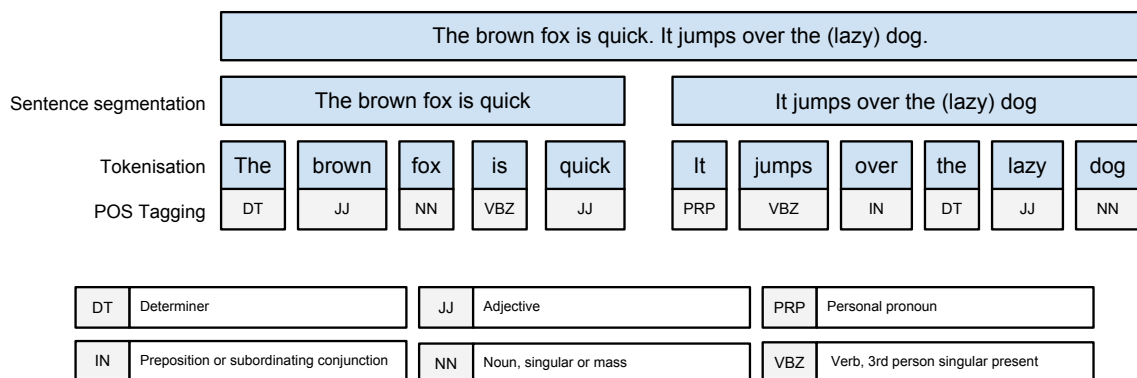 The brown fox is quick. It jumps over the (lazy) dog.
Sentence segmentation The brown fox is quick It jumps over the (lazy) dog
Tokenisation The brown fox is quick It jumps over the lazy dog
POS Tagging DT JJ NN VBZ JJ PRP VBZ IN DT JJ NN
DT Determiner JJ Adjective PRP Personal pronoun
IN Preposition or subordinating conjunction NN Noun, singular or mass VBZ Verb, 3rd person singular present